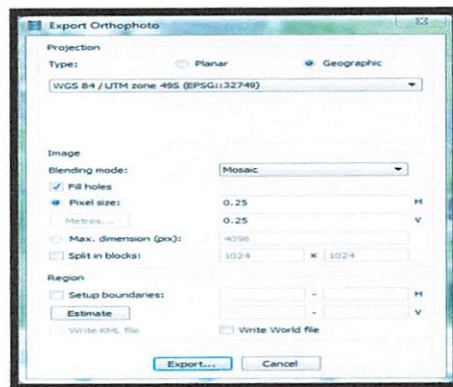 Export Orthophoto
Projection
Type: Planar Geographic
WGS 84 / UTM zone 49S (EPSG::32749)
Image
Blending mode: Mosaic
Fill holes
Pixel size: 0.25 H
Metres... 0.25 V
Max. dimension (pix): 4096
Split in blocks: 1024 x 1024
Region
Setup boundaries: - H
Estimate - V
Write KML file Write World file
Export... Cancel